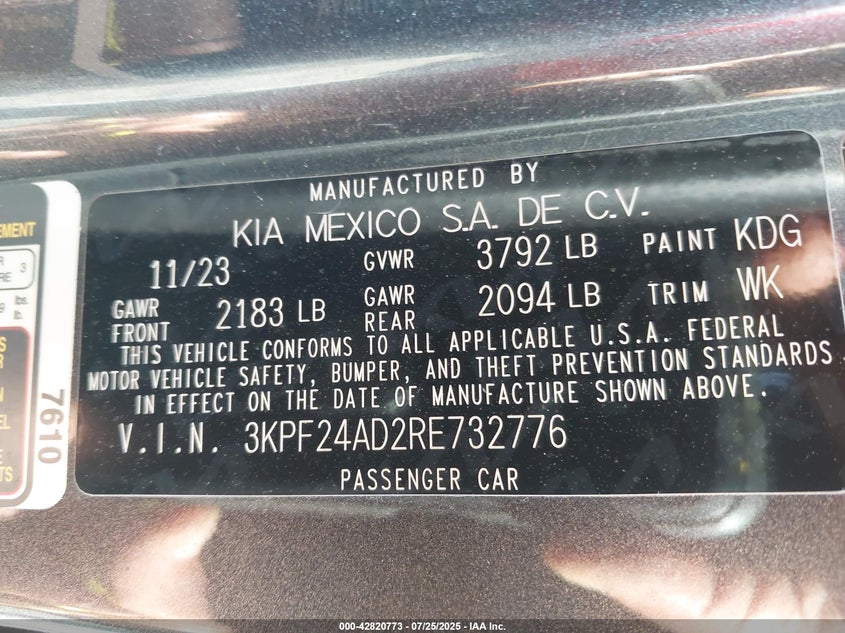 MANUFACTURED BY
KIA MEXICO S.A. DE C.V.
11/23 GVWR 3792 LB PAINT KDG
GAWR FRONT 2183 LB GAWR REAR 2094 LB TRIM WK
THIS VEHICLE CONFORMS TO ALL APPLICABLE U.S.A. FEDERAL
MOTOR VEHICLE SAFETY, BUMPER, AND THEFT PREVENTION STANDARDS
IN EFFECT ON THE DATE OF MANUFACTURE SHOWN ABOVE.
V.I.N. 3KPF24AD2RE732776
PASSENGER CAR
7610
3
lbs.
lb.
000-42820773 - 07/25/2025 - IAA Inc.